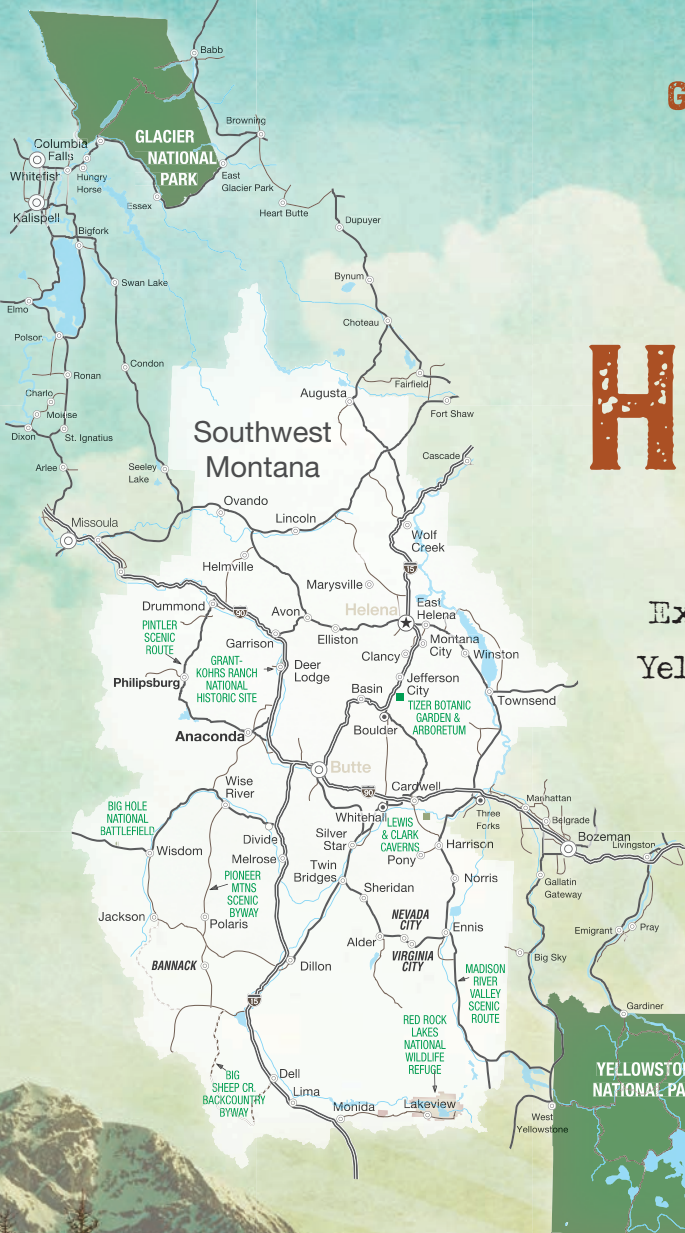 Babb
G
Browning
GLACIER
NATIONAL
PARK
Columbia
Falls
Whitefish
Hungry
Horse
East
Glacier Park
Essex
Heart Butte
Kalispell
Dupuyer
Bigfork
Bynum
Swan Lake
Elmo
Choteau
Polson
H
Condon
Ronan
Fairfield
Charlo
Augusta
Moiese
Fort Shaw
Dixon
St. Ignatius
Southwest
Montana
Cascade
Arlee
Seeley
Lake
Ovando
Lincoln
Missoula
Wolf
Creek
Helmville
15
Marysville
Drummond
90
Avon
Helena
East
Helena
Ex
PINTLER
SCENIC
ROUTE
Garrison
Elliston
Montana
City
GRANT-
KOHRS RANCH
NATIONAL
HISTORIC SITE
Clancy
Winston
Yel
Deer
Lodge
Philipsburg
Jefferson
City
Basin
Townsend
TIZER BOTANIC
GARDEN &
ARBORETUM
Anaconda
Boulder
Butte
Wise
River
Cardwell
90
BIG HOLE
NATIONAL
BATTLEFIELD
Manhattan
Whitehall
Three
Forks
Belgrade
LEWIS
& CLARK
CAVERNS
Divide
Silver
Star
Bozeman
Harrison
Livingston
Wisdom
Melrose
Pony
Twin
Bridges
PIONEER
MTNS
SCENIC
BYWAY
Norris
Sheridan
Gallatin
Gateway
Jackson
Polaris
NEVADA
CITY
Ennis
Emigrant
Pray
Alder
VIRGINIA
CITY
Big Sky
BANNACK
Dillon
MADISON
RIVER
VALLEY
SCENIC
ROUTE
15
Gardiner
RED ROCK
LAKES
NATIONAL
WILDLIFE
REFUGE
YELLOWSTO
NATIONAL PA
BIG
SHEEP CR.
BACKCOUNTRY
BYWAY
Dell
Lima
Monida
Lakeview
West
Yellowstone